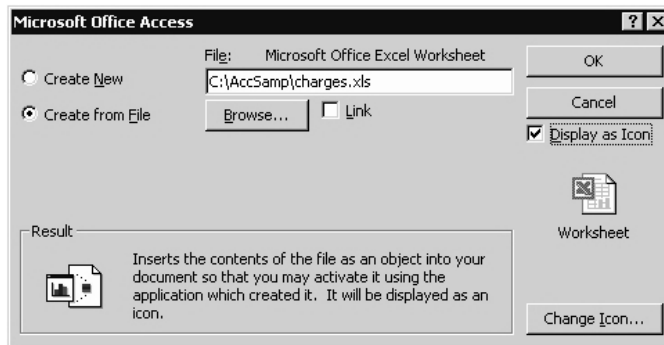 Microsoft Office Access
File: Microsoft Office Excel Worksheet
Create New
C:\AccSamp\charges.xls
Create from File
Browse...
Link
OK
Cancel
Display as Icon
Worksheet
Change Icon...
Result
Inserts the contents of the file as an object into your
document so that you may activate it using the
application which created it. It will be displayed as an
icon.